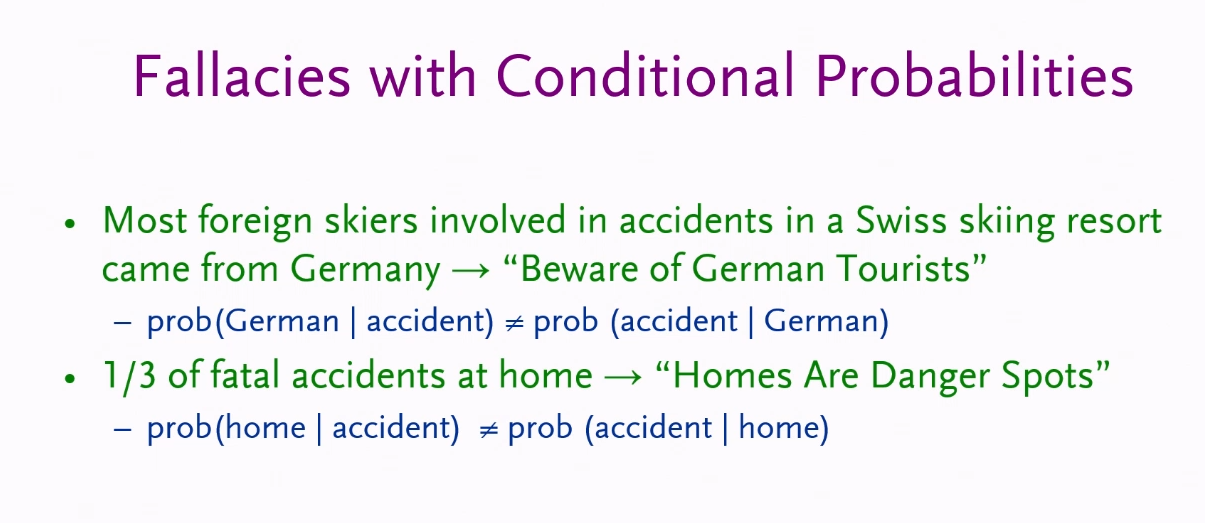 Fallacies with Conditional Probabilities
• Most foreign skiers involved in accidents in a Swiss skiing resort
came from Germany → “Beware of German Tourists”
– prob(German | accident) ≠ prob (accident | German)
• 1/3 of fatal accidents at home → “Homes Are Danger Spots”
– prob(home | accident) ≠ prob (accident | home)